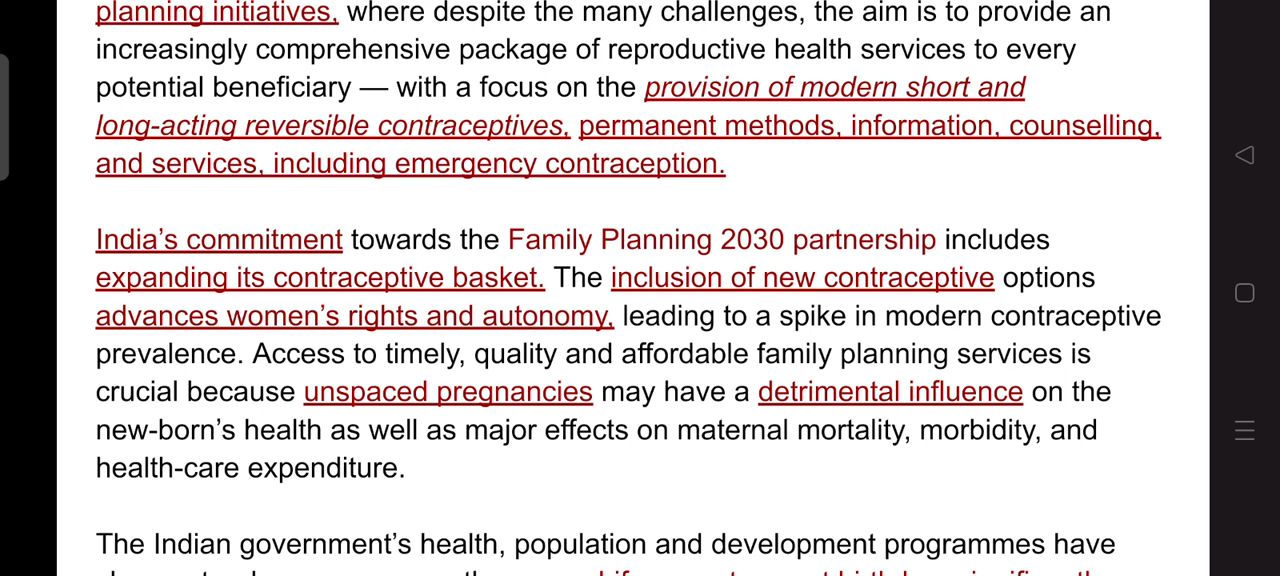 planning initiatives, where despite the many challenges, the aim is to provide an
increasingly comprehensive package of reproductive health services to every
potential beneficiary — with a focus on the provision of modern short and
long-acting reversible contraceptives, permanent methods, information, counselling,
and services, including emergency contraception.
India’s commitment towards the Family Planning 2030 partnership includes
expanding its contraceptive basket. The inclusion of new contraceptive options
advances women’s rights and autonomy, leading to a spike in modern contraceptive
prevalence. Access to timely, quality and affordable family planning services is
crucial because unspaced pregnancies may have a detrimental influence on the
new-born’s health as well as major effects on maternal mortality, morbidity, and
health-care expenditure.
The Indian government’s health, population and development programmes have